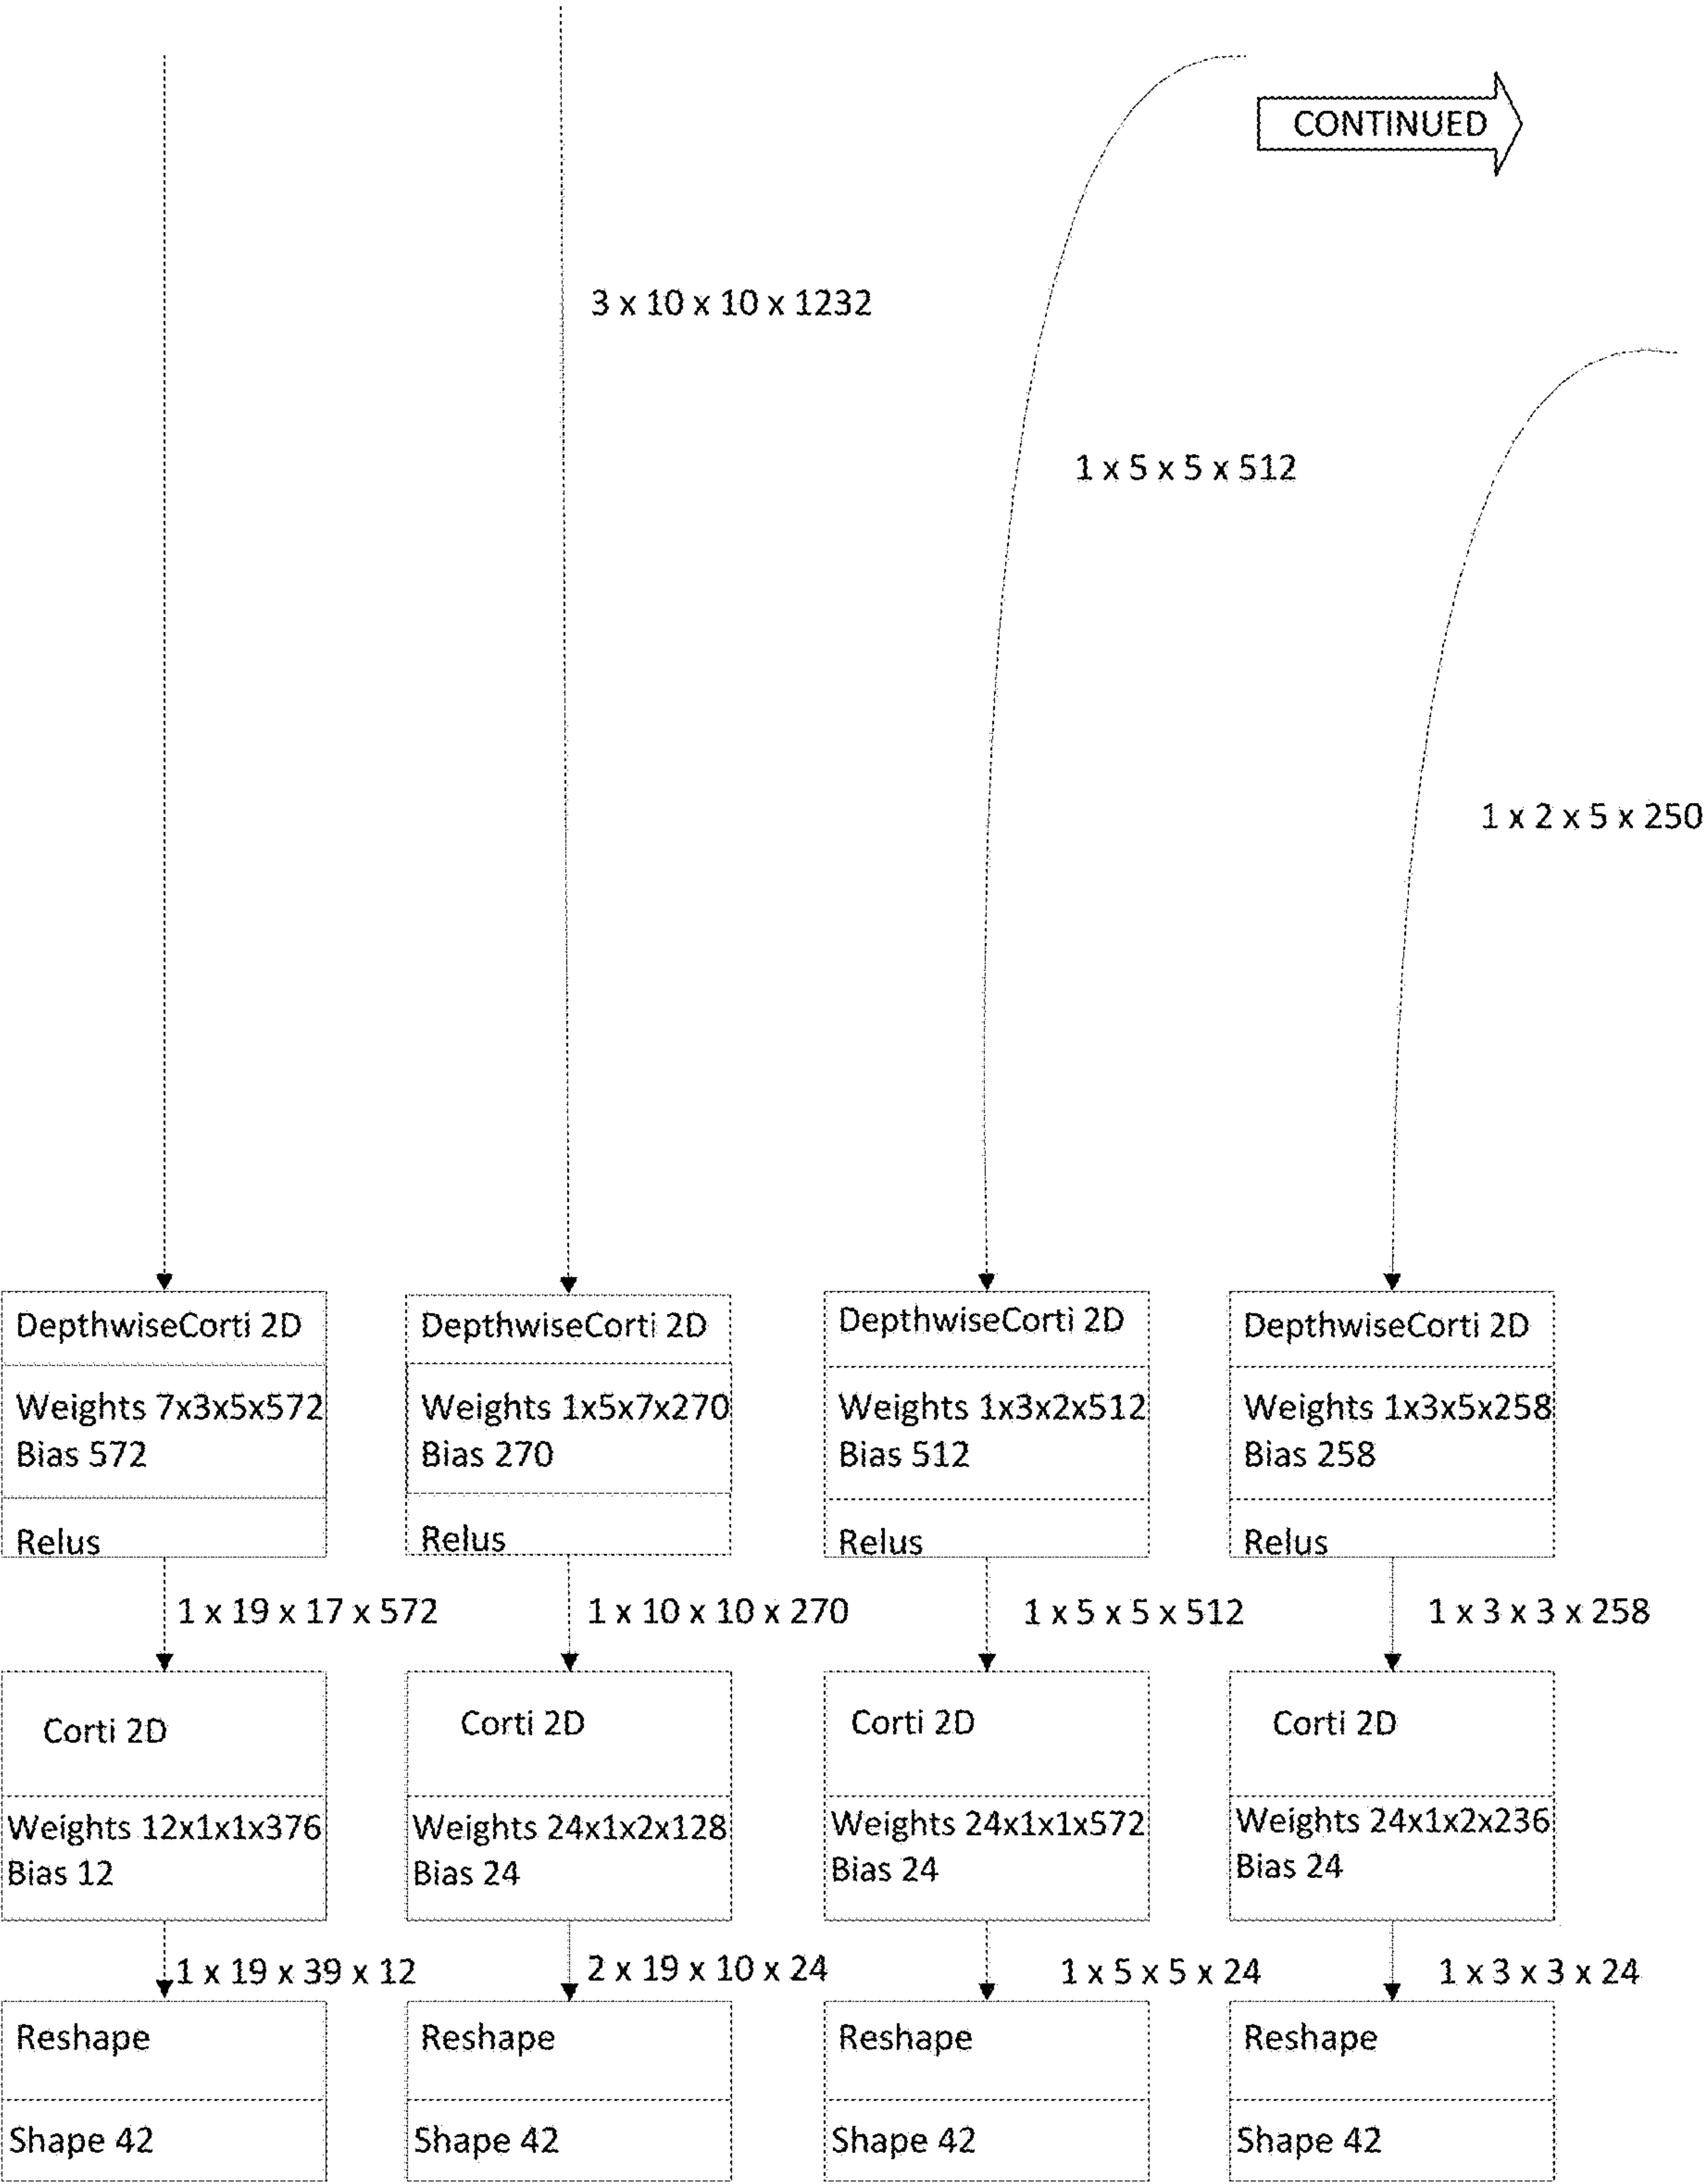 CONTINUED
3 x 10 x 10 x 1232
1 x 5 x 5 x 512
1 x 2 x 5 x 250
DepthwiseCorti 2D
Weights 7x3x5x572
Bias 572
Relus
DepthwiseCorti 2D
Weights 1x5x7x270
Bias 270
Relus
DepthwiseCorti 2D
Weights 1x3x2x512
Bias 512
Relus
DepthwiseCorti 2D
Weights 1x3x5x258
Bias 258
Relus
1 x 19 x 17 x 572
1 x 10 x 10 x 270
1 x 5 x 5 x 512
1 x 3 x 3 x 258
Corti 2D
Weights 12x1x1x376
Bias 12
Corti 2D
Weights 24x1x2x128
Bias 24
Corti 2D
Weights 24x1x1x572
Bias 24
Corti 2D
Weights 24x1x2x236
Bias 24
1 x 19 x 39 x 12
2 x 19 x 10 x 24
1 x 5 x 5 x 24
1 x 3 x 3 x 24
Reshape
Shape 42
Reshape
Shape 42
Reshape
Shape 42
Reshape
Shape 42